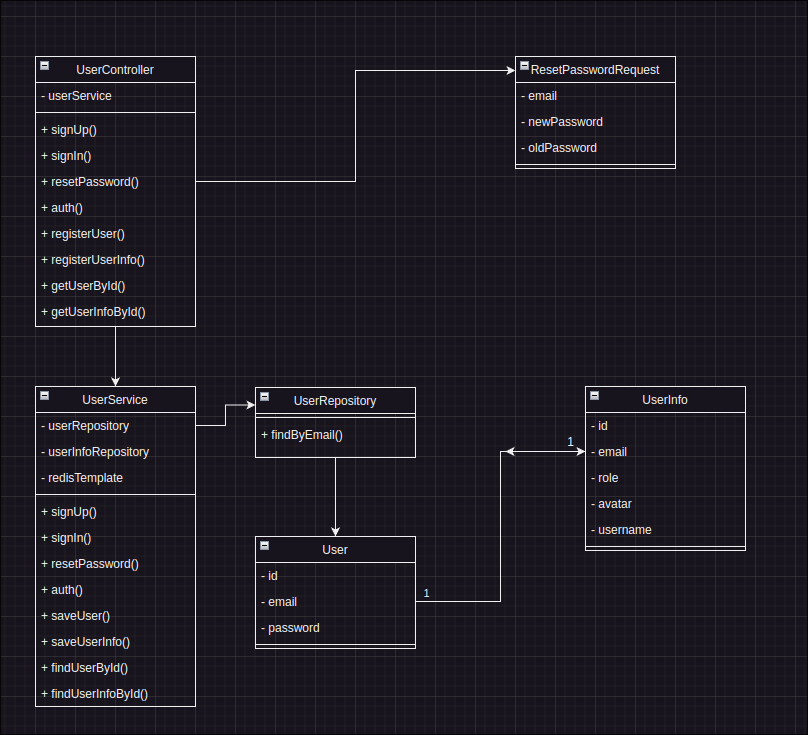 UserController
- userService
+ signUp()
+ signIn()
+ resetPassword()
+ auth()
+ registerUser()
+ registerUserInfo()
+ getUserById()
+ getUserInfoById()
ResetPasswordRequest
- email
- newPassword
- oldPassword
UserService
- userRepository
- userInfoRepository
- redisTemplate
+ signUp()
+ signIn()
+ resetPassword()
+ auth()
+ saveUser()
+ saveUserInfo()
+ findUserById()
+ findUserInfoById()
UserRepository
+ findByEmail()
User
- id
- email
- password
1
1
UserInfo
- id
- email
- role
- avatar
- username